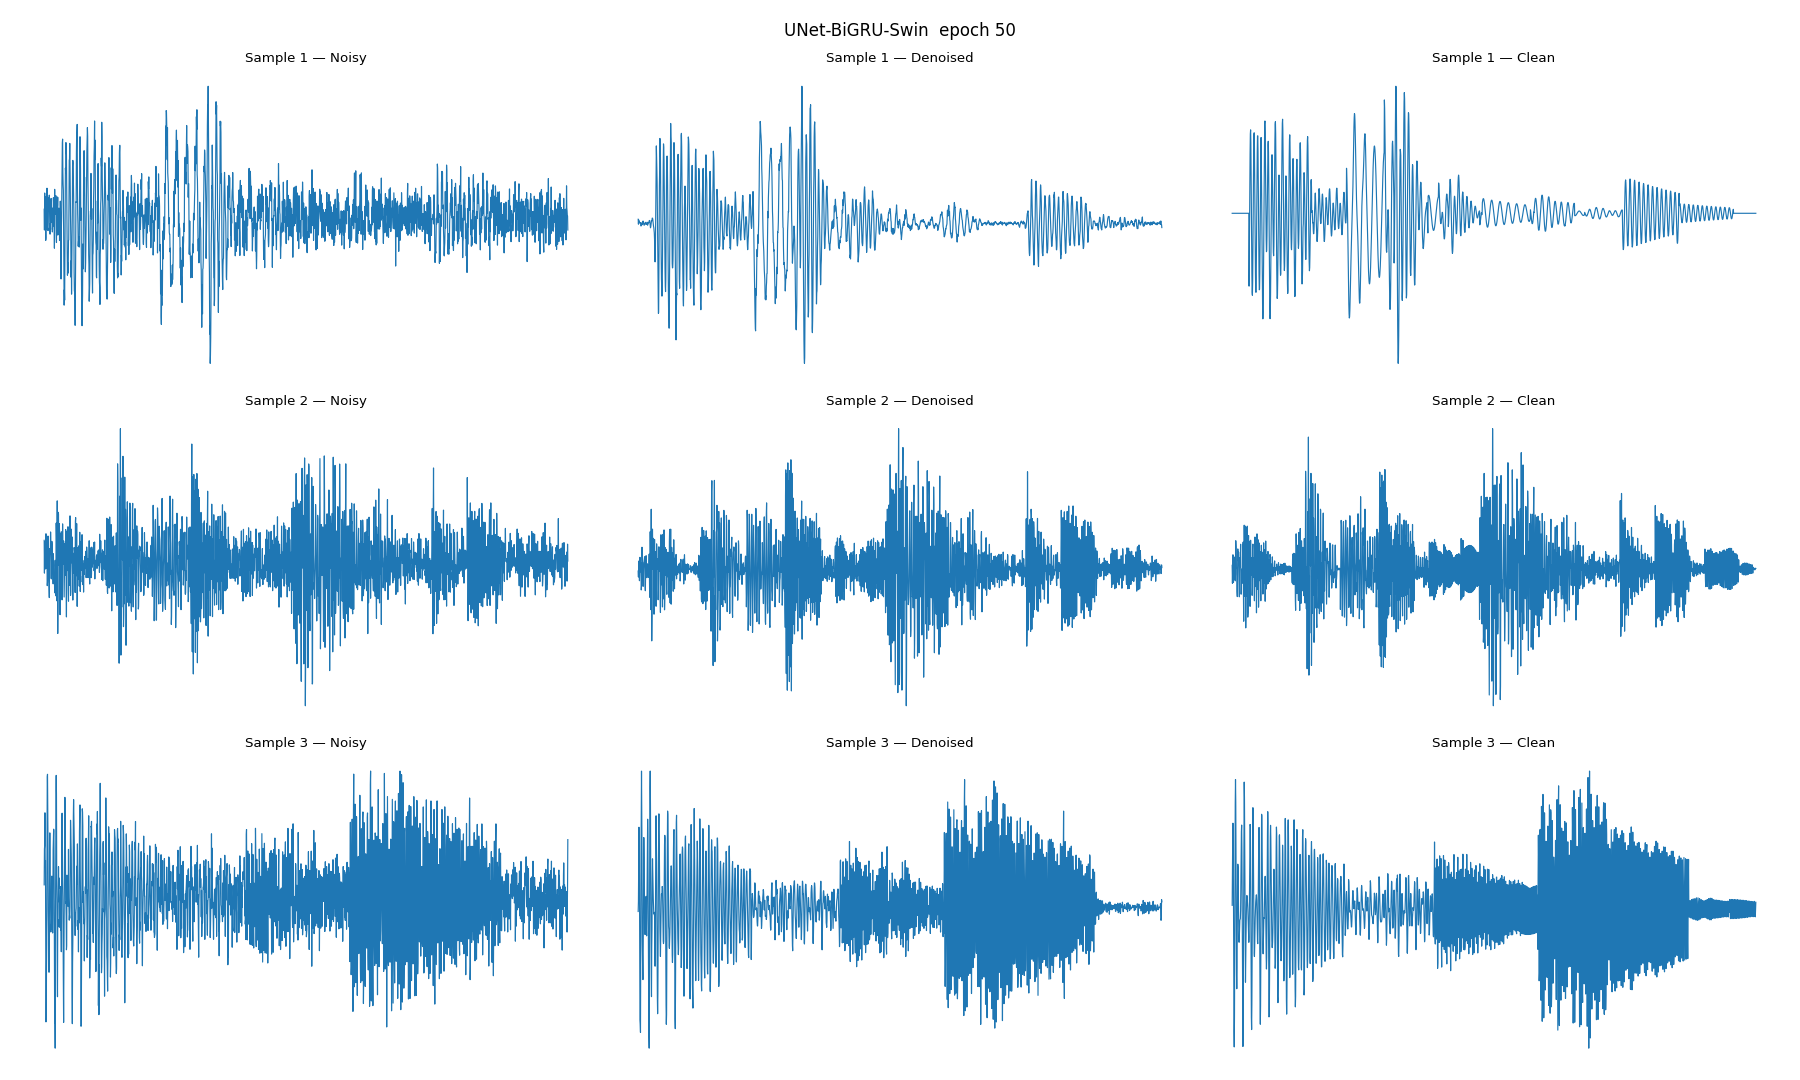 UNet-BiGRU-Swin  epoch 50
Sample 1 — Noisy
Sample 1 — Denoised
Sample 1 — Clean
Sample 2 — Noisy
Sample 2 — Denoised
Sample 2 — Clean
Sample 3 — Noisy
Sample 3 — Denoised
Sample 3 — Clean